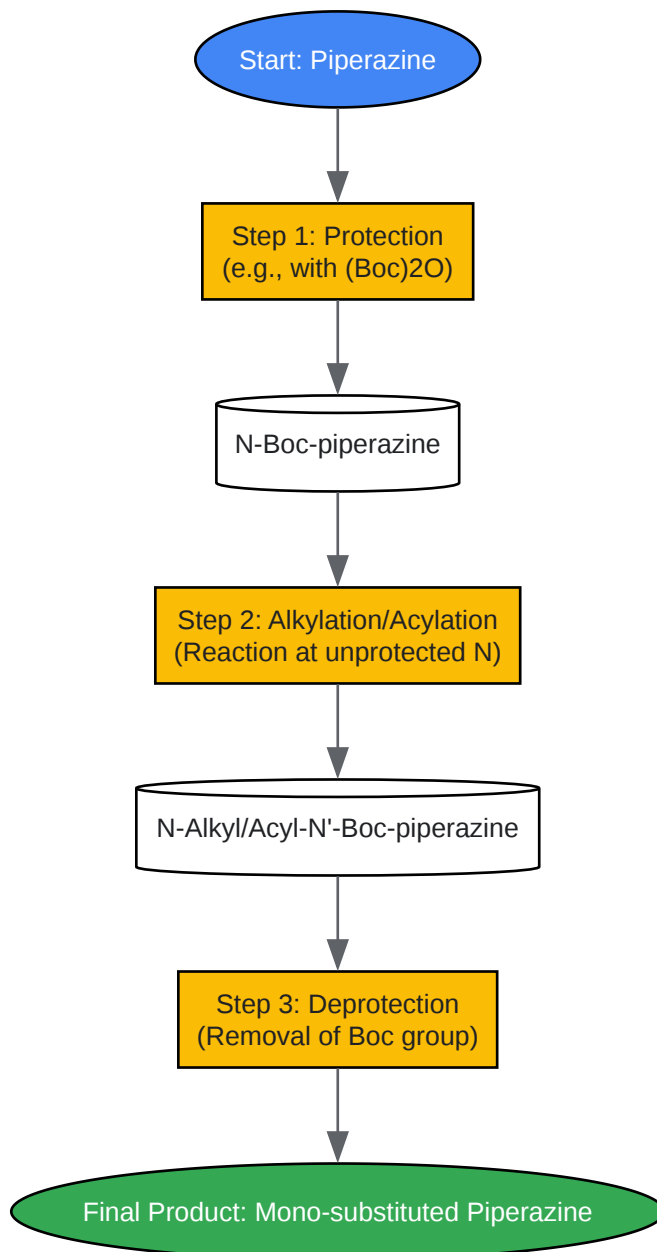 Start: Piperazine
Step 1: Protection
(e.g., with (Boc)2O)
N-Boc-piperazine
Step 2: Alkylation/Acylation
(Reaction at unprotected N)
N-Alkyl/Acyl-N'-Boc-piperazine
Step 3: Deprotection
(Removal of Boc group)
Final Product: Mono-substituted Piperazine